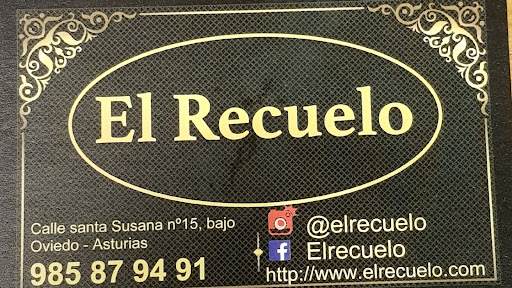 El Recuelo
Calle santa Susana nº15, bajo
Oviedo - Asturias
985 87 94 91
@elrecuelo
Elrecuelo
http://www.elrecuelo.com